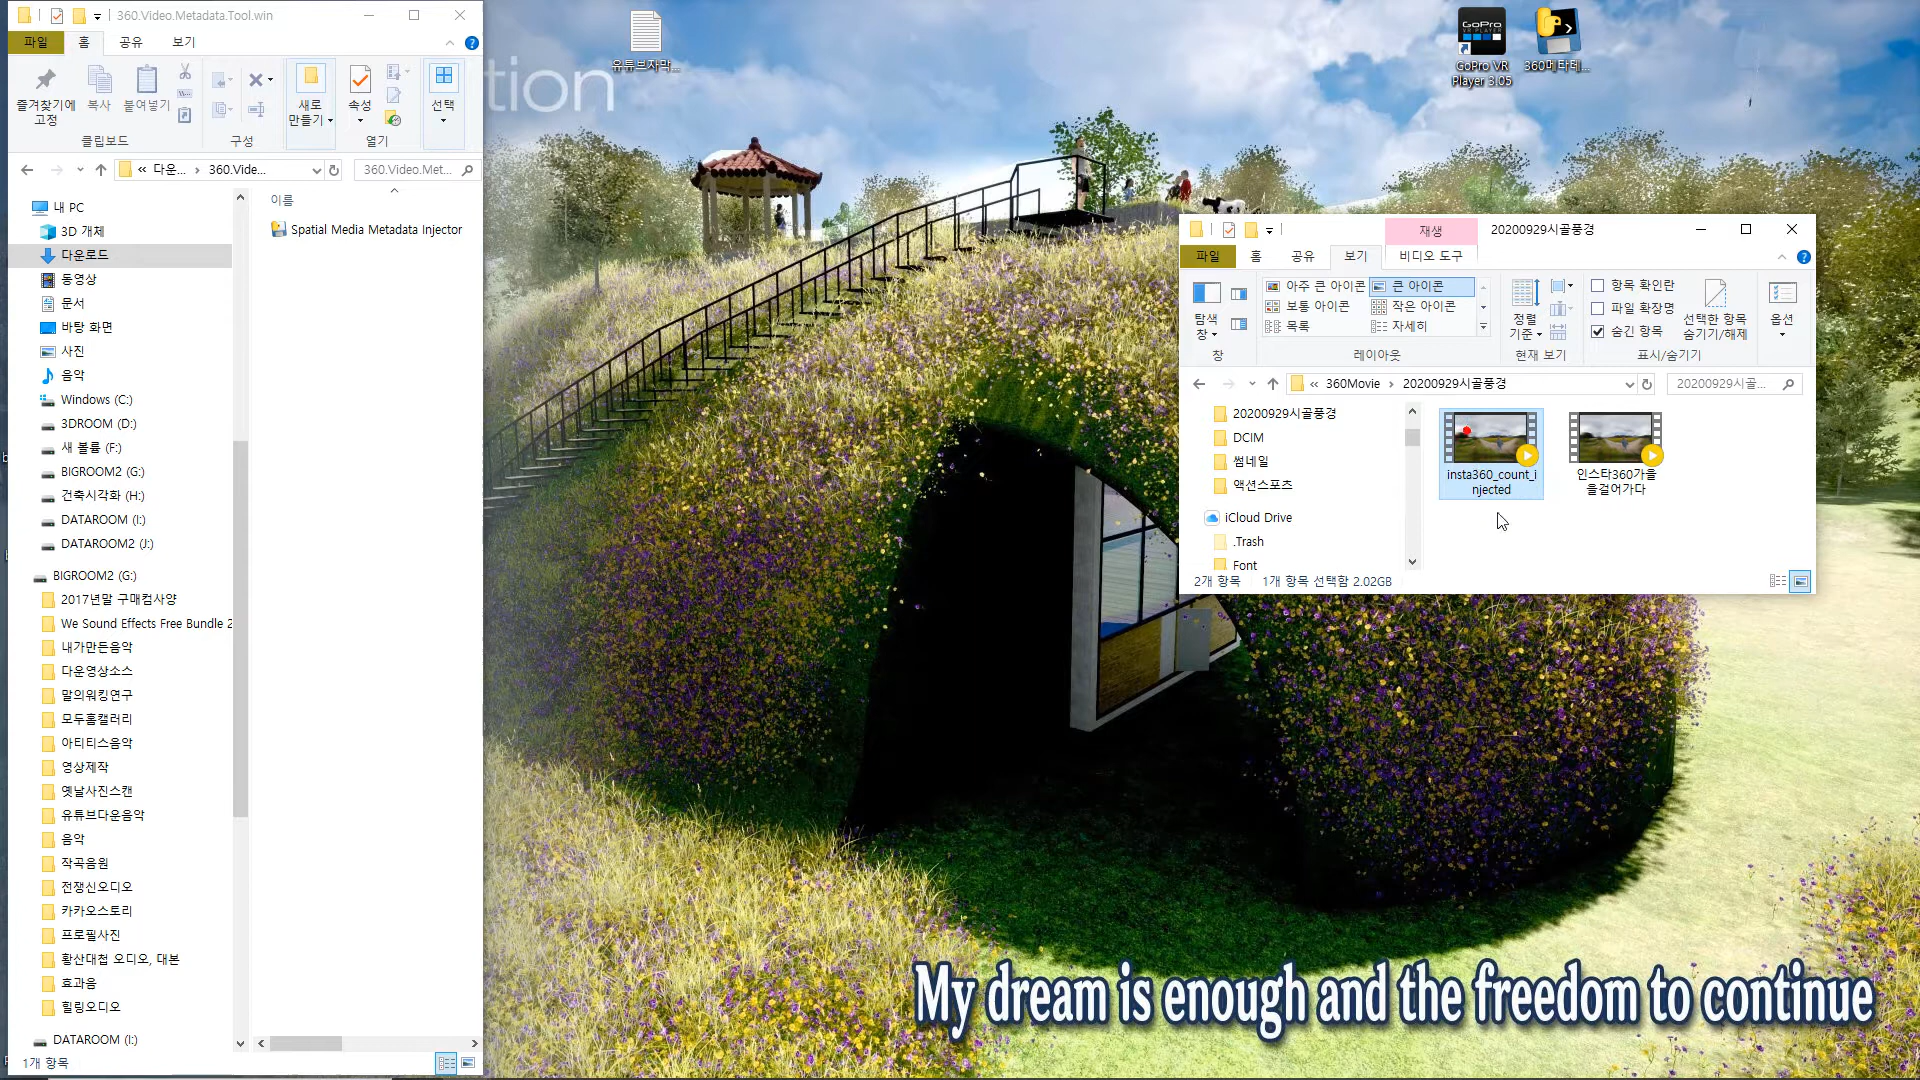 360.Video.Metadata.Tool.win
파일
홈
공유
보기
즐겨찾기에
고정
복사
붙여넣기
클립보드
구성
새로
만들기
속성
열기
선택
« 다운... › 360.Vide...
360.Video.Met...
내 PC
3D 개체
다운로드
동영상
문서
바탕 화면
사진
음악
Windows (C:)
3DROOM (D:)
새 볼륨 (F:)
BIGROOM2 (G:)
건축시각화 (H:)
DATAROOM (I:)
DATAROOM2 (J:)
BIGROOM2 (G:)
2017년말 구매컴사양
We Sound Effects Free Bundle 2
내가만든음악
다운영상소스
말의워킹연구
모두홈캘러리
아티티스음악
영상제작
옛날사진스캔
유튜브다운음악
음악
작곡음원
전쟁신오디오
카카오스토리
프로필사진
황산대첩 오디오, 대본
효과음
힐링오디오
DATAROOM (I:)
1개 항목
이름
Spatial Media Metadata Injector
tion
유튜브자막...
GoPro VR
Player 3.05
360메타테...
재생
20200929시골풍경
파일
홈
공유
보기
비디오 도구
탐색
창
창
아주 큰 아이콘
큰 아이콘
보통 아이콘
작은 아이콘
목록
자세히
레이아웃
정렬
기준
현재 보기
항목 확인란
파일 확장명
숨긴 항목
선택한 항목
숨기기/해제
표시/숨기기
옵션
« 360Movie › 20200929시골풍경
20200929시골...
20200929시골풍경
DCIM
썸네일
액션스포츠
iCloud Drive
.Trash
Font
insta360_count_i
njected
인스타360가을
을걸어가다
2개 항목
1개 항목 선택함 2.02GB
My dream is enough and the freedom to continue